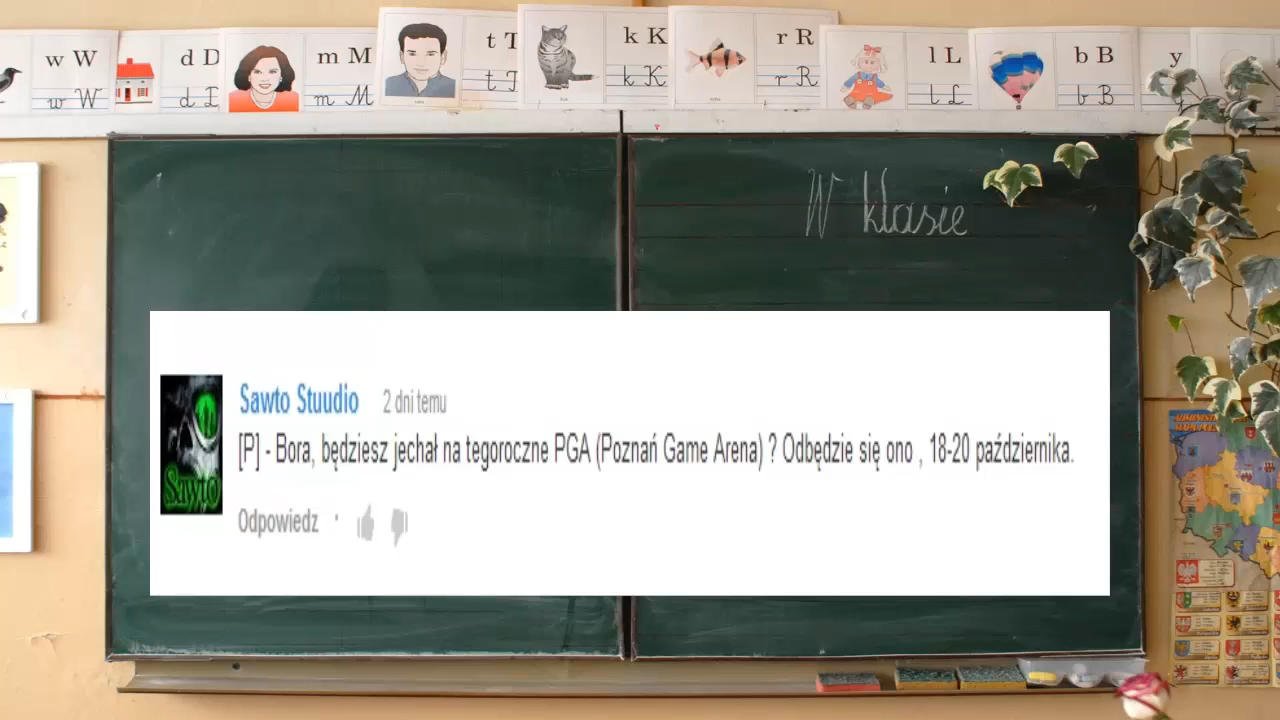 w W
w W
d D
d D
m M
m M
t T
t T
k K
k K
r R
r R
l L
l L
b B
b B
y
W klasie
Sawto Stuudio 2 dni temu
[P] - Bora, będziesz jechał na tegoroczne PGA (Poznań Game Arena) ? Odbędzie się ono , 18-20 października.
Sawto
Odpowiedz ·